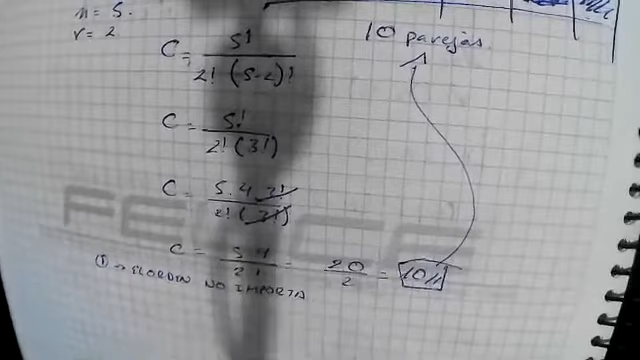 n = 5.
r = 2
C = 5! / 2! (5-2)!
10 parejas
C = 5! / 2! (3!)
C = 5.4 3! / 2! (3!)
C = 5.4 / 2! = 20 / 2 = 10//
① → EL ORDEN NO IMPORTA